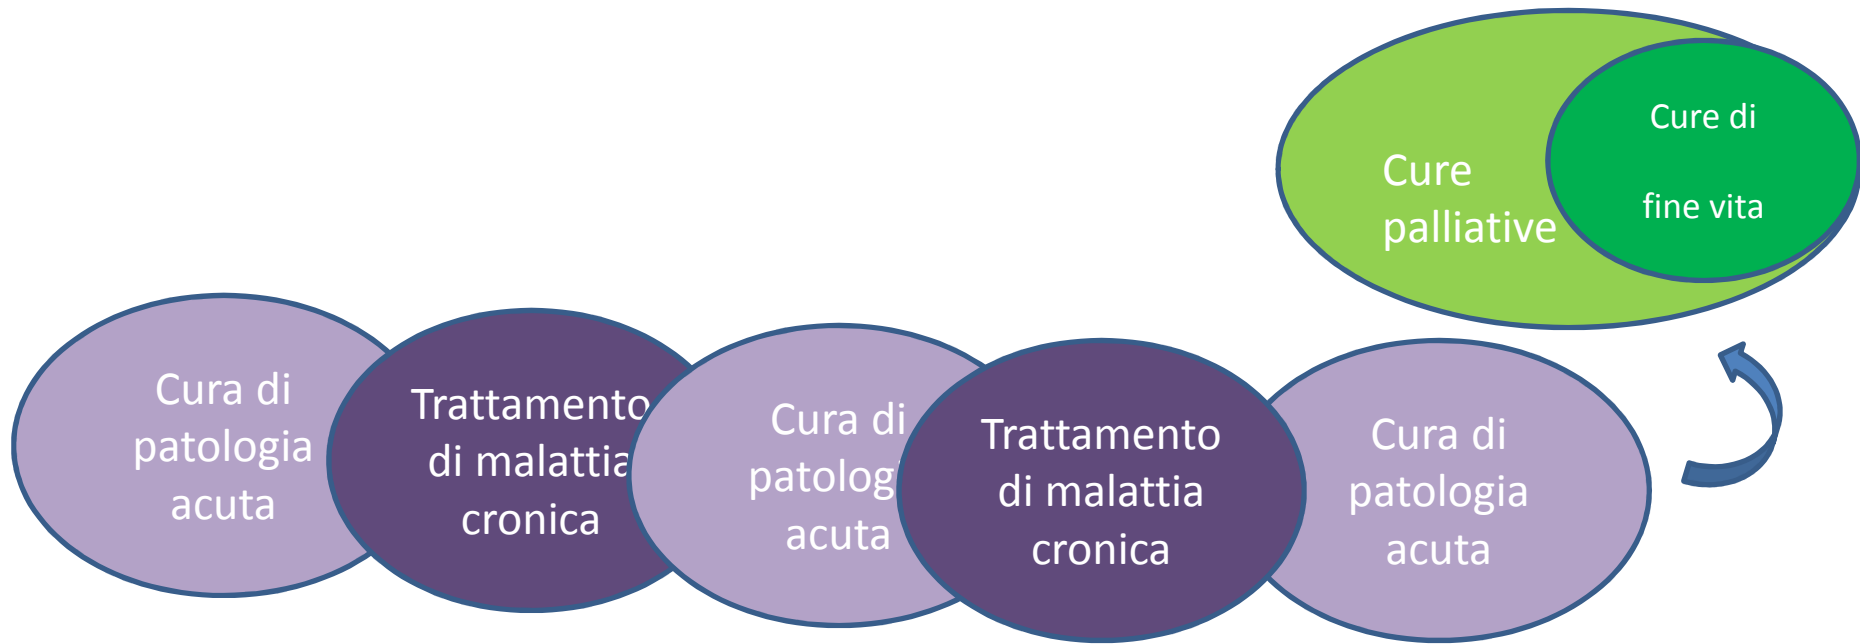 Cure di
fine vita
Cure
palliative
Cura di
patologia
acuta
Trattamento
di malattia
cronica
Cura di
patologi
acuta
Trattamento
di malattia
cronica
Cura di
patologia
acuta